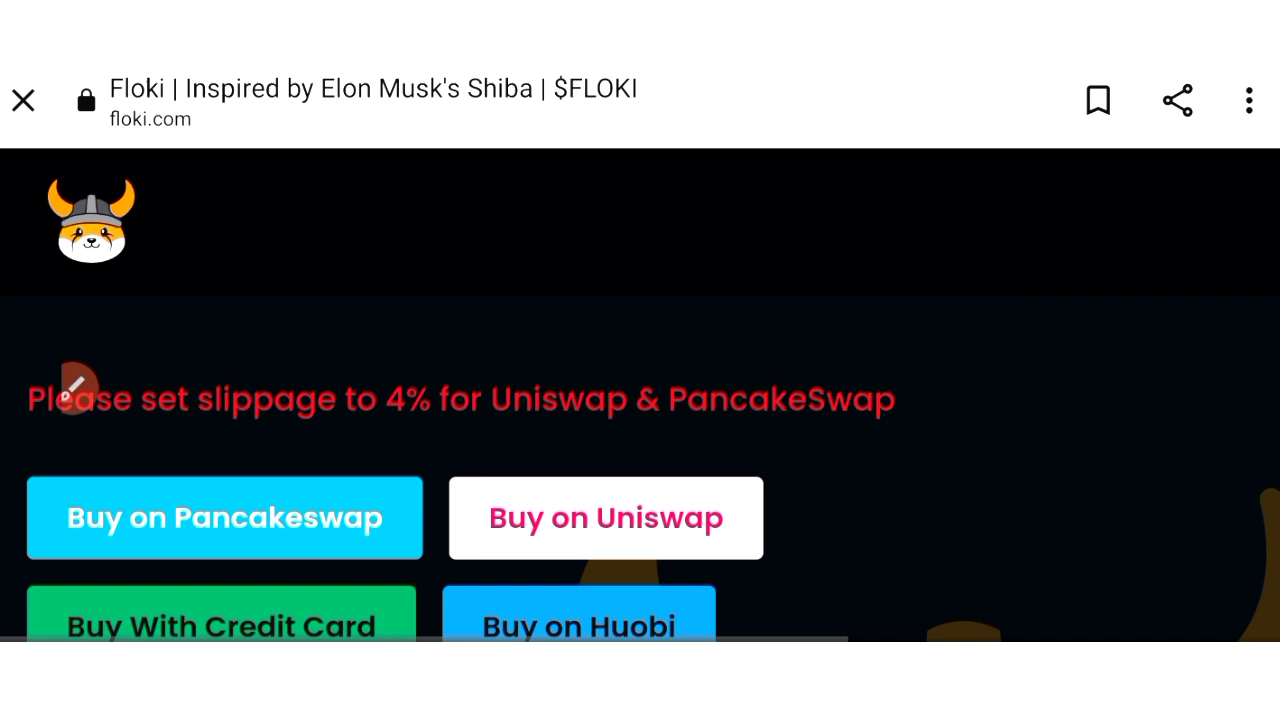 Floki | Inspired by Elon Musk's Shiba | $FLOKI
floki.com
Please set slippage to 4% for Uniswap & PancakeSwap
Buy on Pancakeswap
Buy on Uniswap
Buy With Credit Card
Buy on Huobi